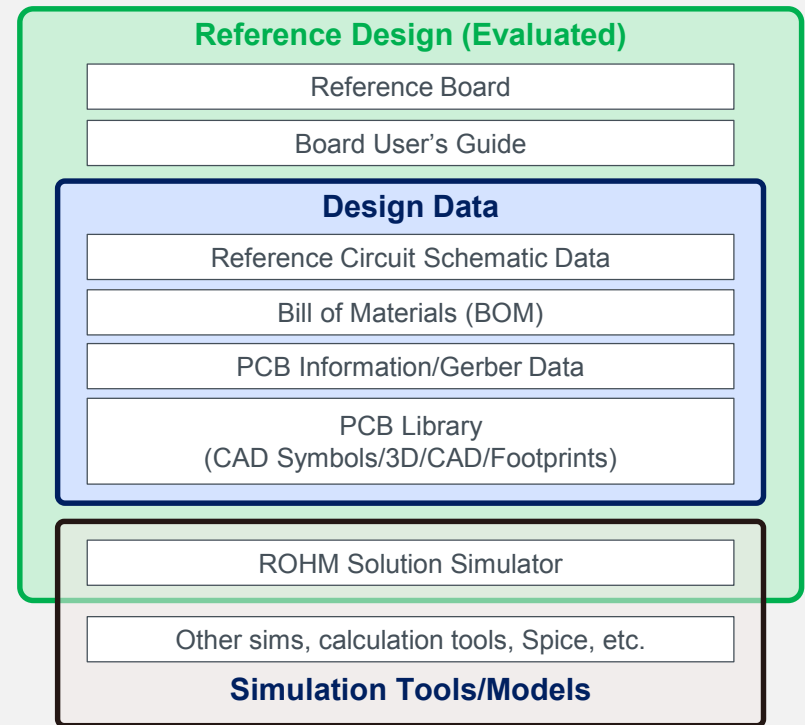 Reference Design (Evaluated)
Reference Board
Board User’s Guide
Design Data
Reference Circuit Schematic Data
Bill of Materials (BOM)
PCB Information/Gerber Data
PCB Library
(CAD Symbols/3D/CAD/Footprints)
ROHM Solution Simulator
Other sims, calculation tools, Spice, etc.
Simulation Tools/Models